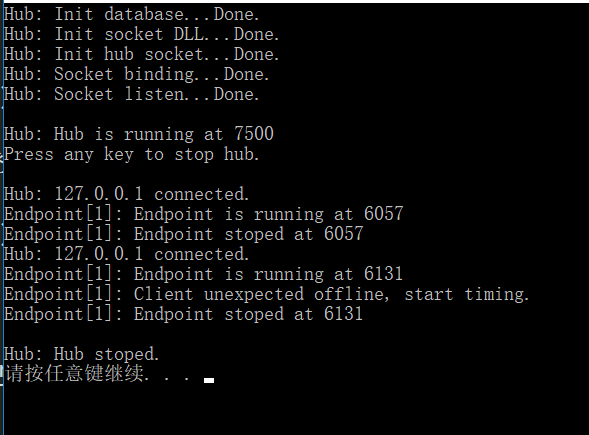 Hub: Init database...Done.
Hub: Init socket DLL...Done.
Hub: Init hub socket...Done.
Hub: Socket binding...Done.
Hub: Socket listen...Done.
Hub: Hub is running at 7500
Press any key to stop hub.
Hub: 127.0.0.1 connected.
Endpoint[1]: Endpoint is running at 6057
Endpoint[1]: Endpoint stoped at 6057
Hub: 127.0.0.1 connected.
Endpoint[1]: Endpoint is running at 6131
Endpoint[1]: Client unexpected offline, start timing.
Endpoint[1]: Endpoint stoped at 6131
Hub: Hub stoped.
请按任意键继续. . .